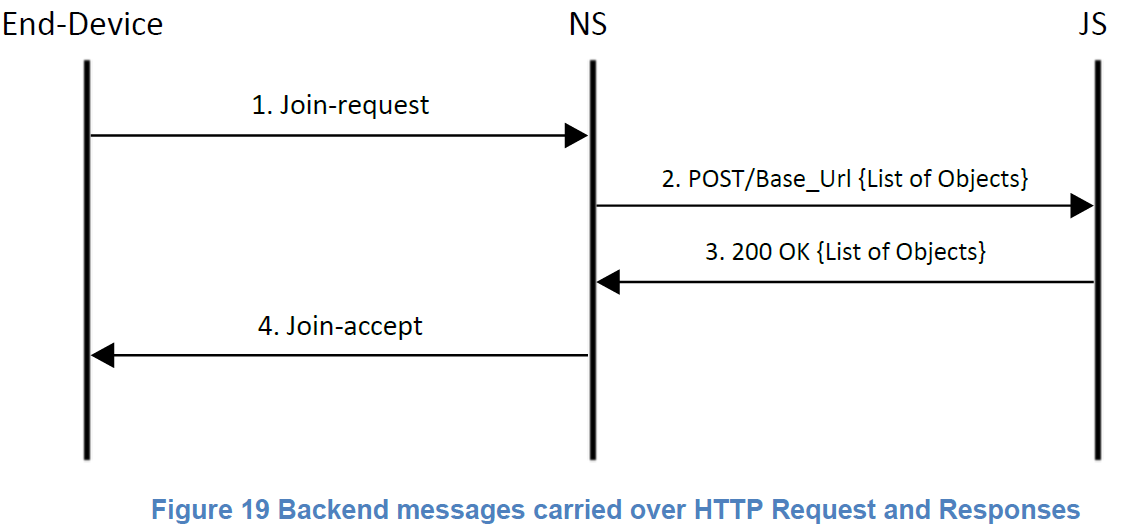 End-Device NS JS
1. Join-request
2. POST/Base_Url {List of Objects}
3. 200 OK {List of Objects}
4. Join-accept
Figure 19 Backend messages carried over HTTP Request and Responses